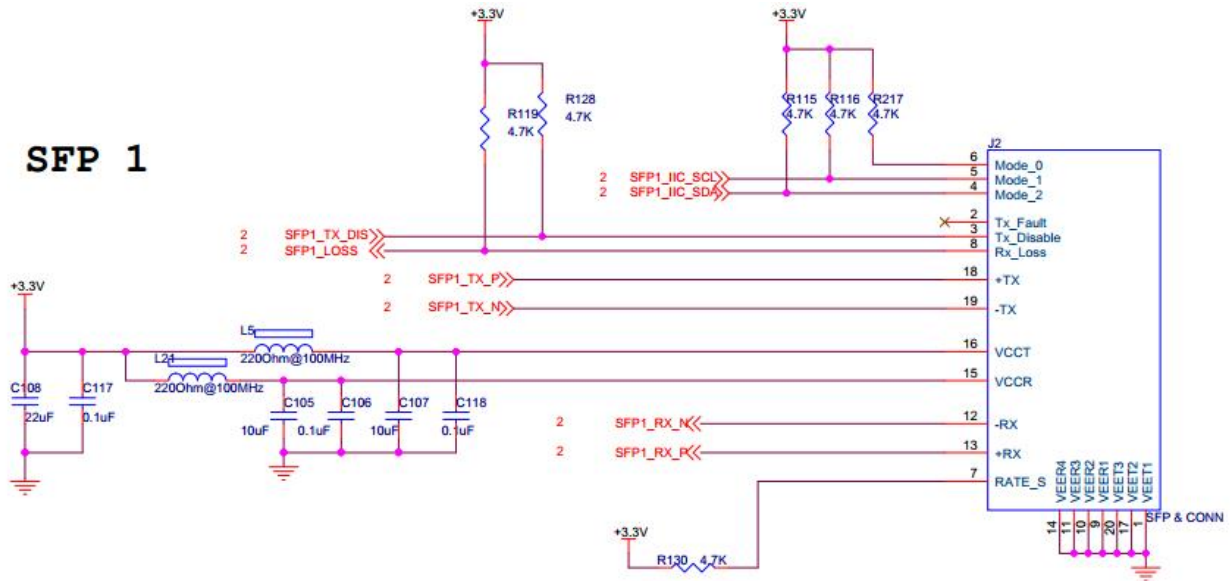 +3.3V
+3.3V
R119
4.7K
R128
4.7K
R115
4.7K
R116
4.7K
R217
4.7K
SFP 1
J2
6
Mode_0
2
SFP1_IIC_SCL
5
Mode_1
2
SFP1_IIC_SDA
4
Mode_2
2
Tx_Fault
2
SFP1_TX_DIS
3
Tx_Disable
2
SFP1_LOSS
8
Rx_Loss
2
SFP1_TX_P
18
+TX
2
SFP1_TX_N
19
-TX
+3.3V
L5
220Ohm@100MHz
16
VCCT
L21
220Ohm@100MHz
15
VCCR
C108
22uF
C117
0.1uF
C105
10uF
C106
0.1uF
C107
10uF
C118
0.1uF
2
SFP1_RX_N
12
-RX
2
SFP1_RX_P
13
+RX
7
RATE_S
VEER4
VEER3
VEER2
VEER1
VEET3
VEET2
VEET1
14
11
10
9
20
17
1
SFP & CONN
+3.3V
R130 4.7K